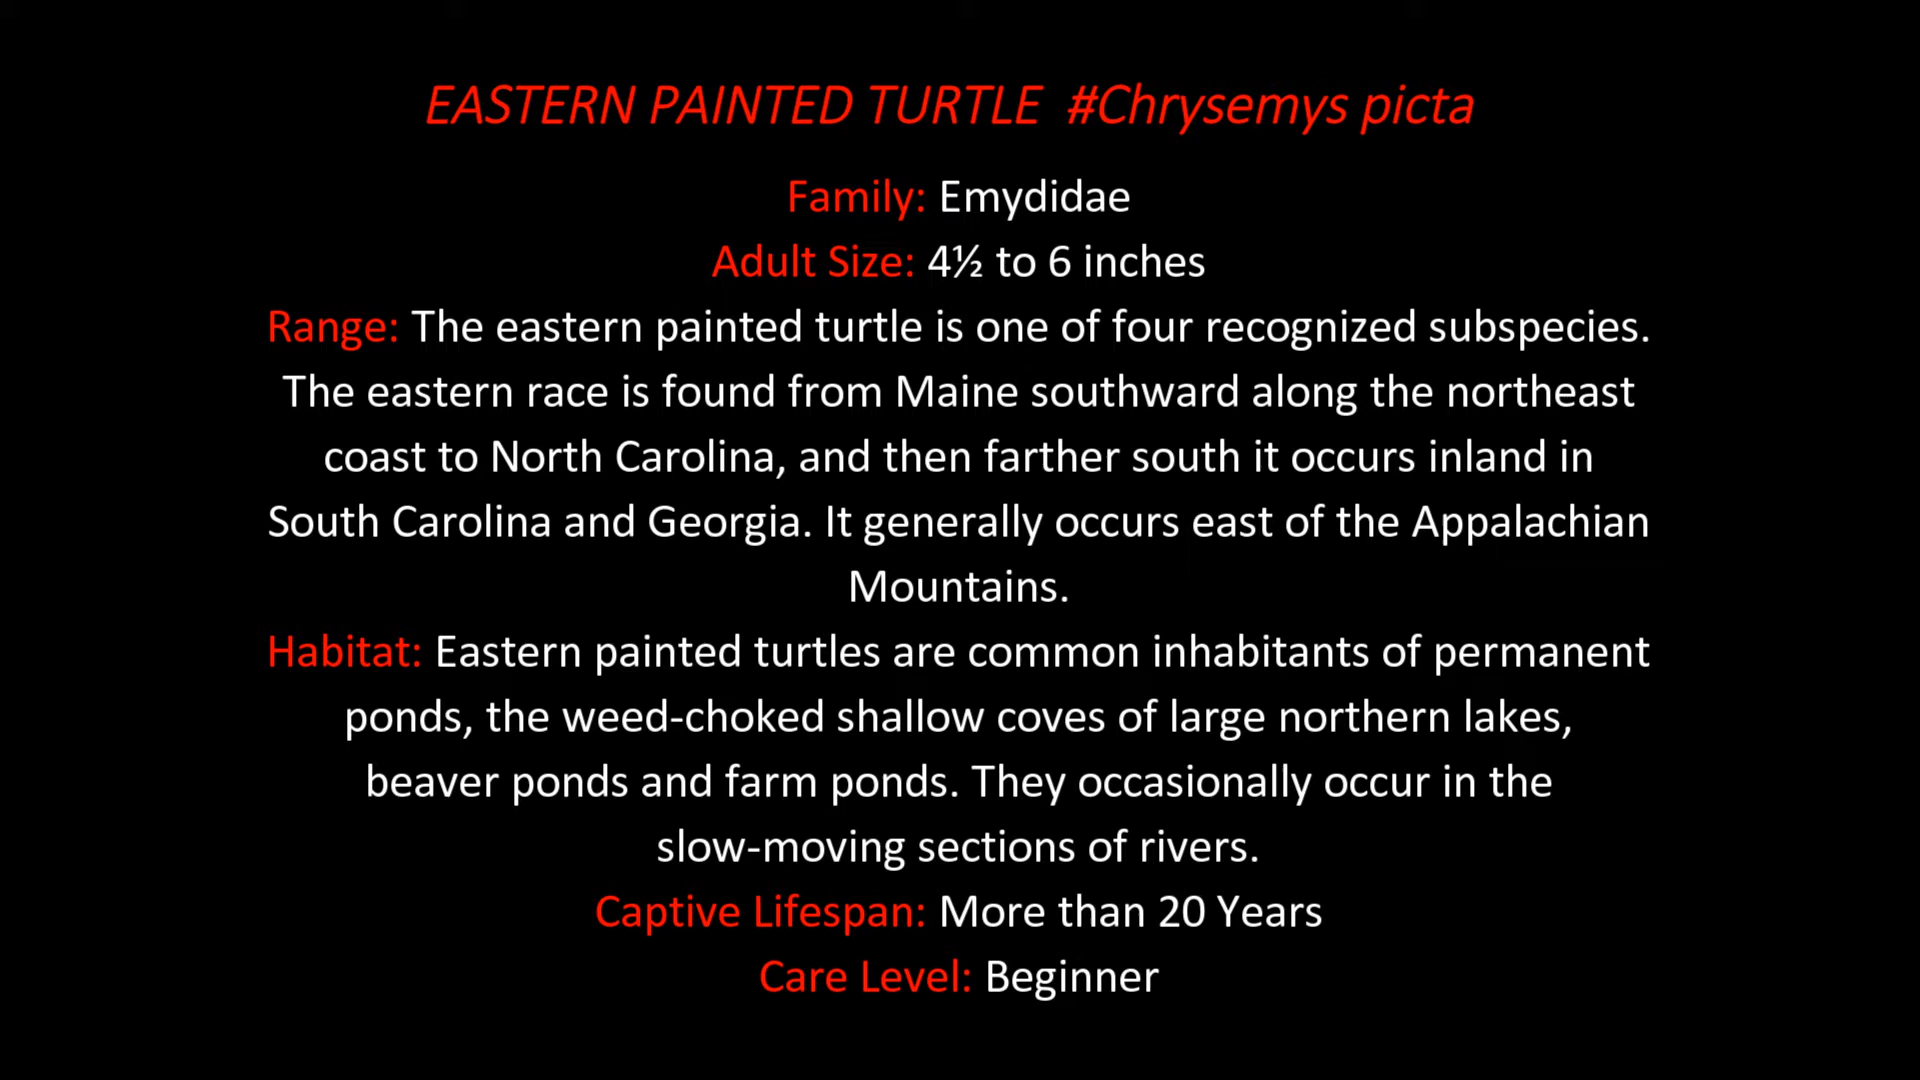 EASTERN PAINTED TURTLE #Chrysemys picta
Family: Emydidae
Adult Size: 4½ to 6 inches
Range: The eastern painted turtle is one of four recognized subspecies.
The eastern race is found from Maine southward along the northeast
coast to North Carolina, and then farther south it occurs inland in
South Carolina and Georgia. It generally occurs east of the Appalachian
Mountains.
Habitat: Eastern painted turtles are common inhabitants of permanent
ponds, the weed-choked shallow coves of large northern lakes,
beaver ponds and farm ponds. They occasionally occur in the
slow-moving sections of rivers.
Captive Lifespan: More than 20 Years
Care Level: Beginner